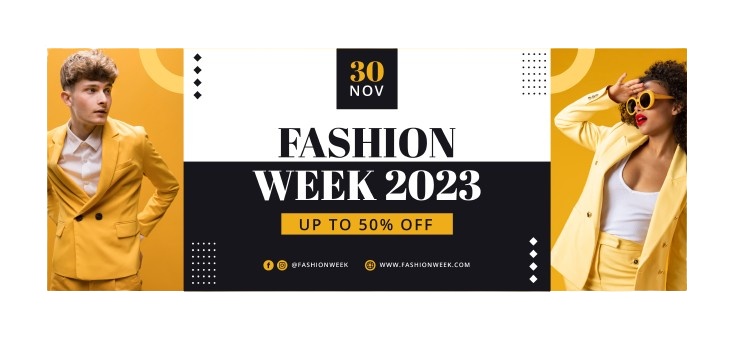 30
NOV
FASHION
WEEK 2023
UP TO 50% OFF
@FASHIONWEEK WWW.FASHIONWEEK.COM